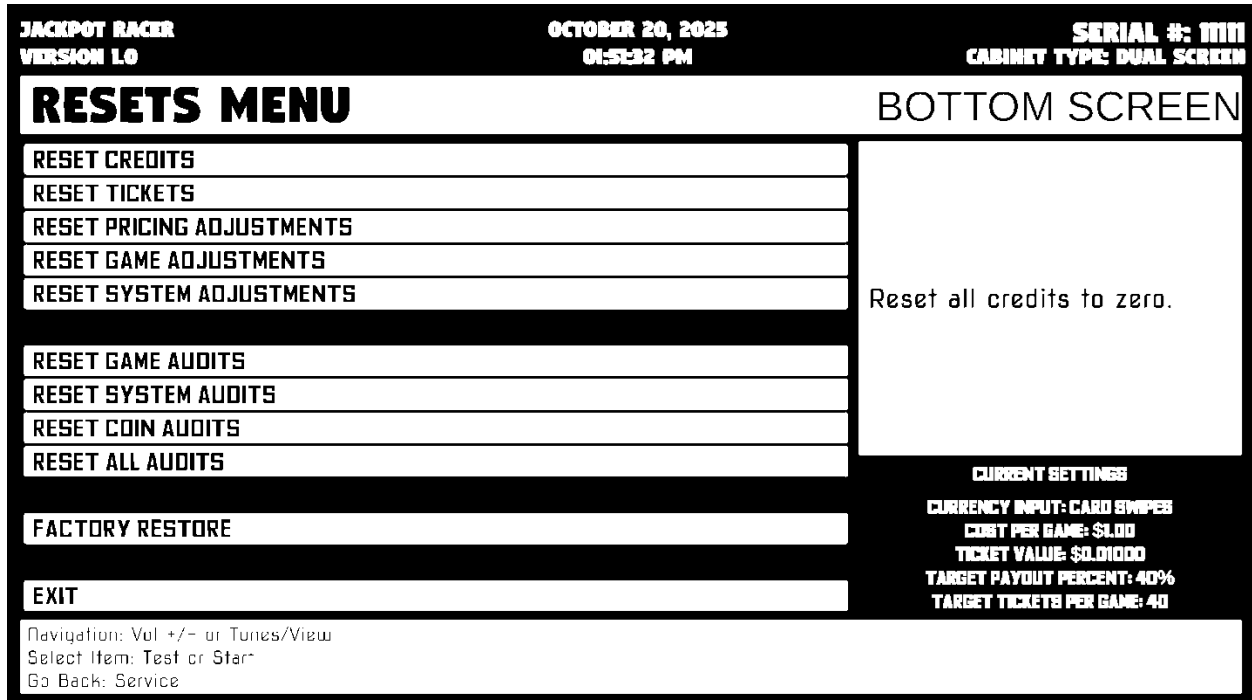 JACKPOT RACER
VERSION 1.0
OCTOBER 20, 2025
01:51:32 PM
SERIAL #: 11111
CABINET TYPE: DUAL SCREEN
RESETS MENU
BOTTOM SCREEN
RESET CREDITS
RESET TICKETS
RESET PRICING ADJUSTMENTS
RESET GAME ADJUSTMENTS
RESET SYSTEM ADJUSTMENTS
RESET GAME AUDITS
RESET SYSTEM AUDITS
RESET COIN AUDITS
RESET ALL AUDITS
FACTORY RESTORE
EXIT
Reset all credits to zero.
CURRENT SETTINGS
CURRENCY INPUT: CARD SWIPES
COST PER GAME: $1.00
TICKET VALUE: $0.01000
TARGET PAYOUT PERCENT: 40%
TARGET TICKETS PER GAME: 40
Navigation: Vol +/- or Tunes/View
Select Item: Test or Start
Go Back: Service